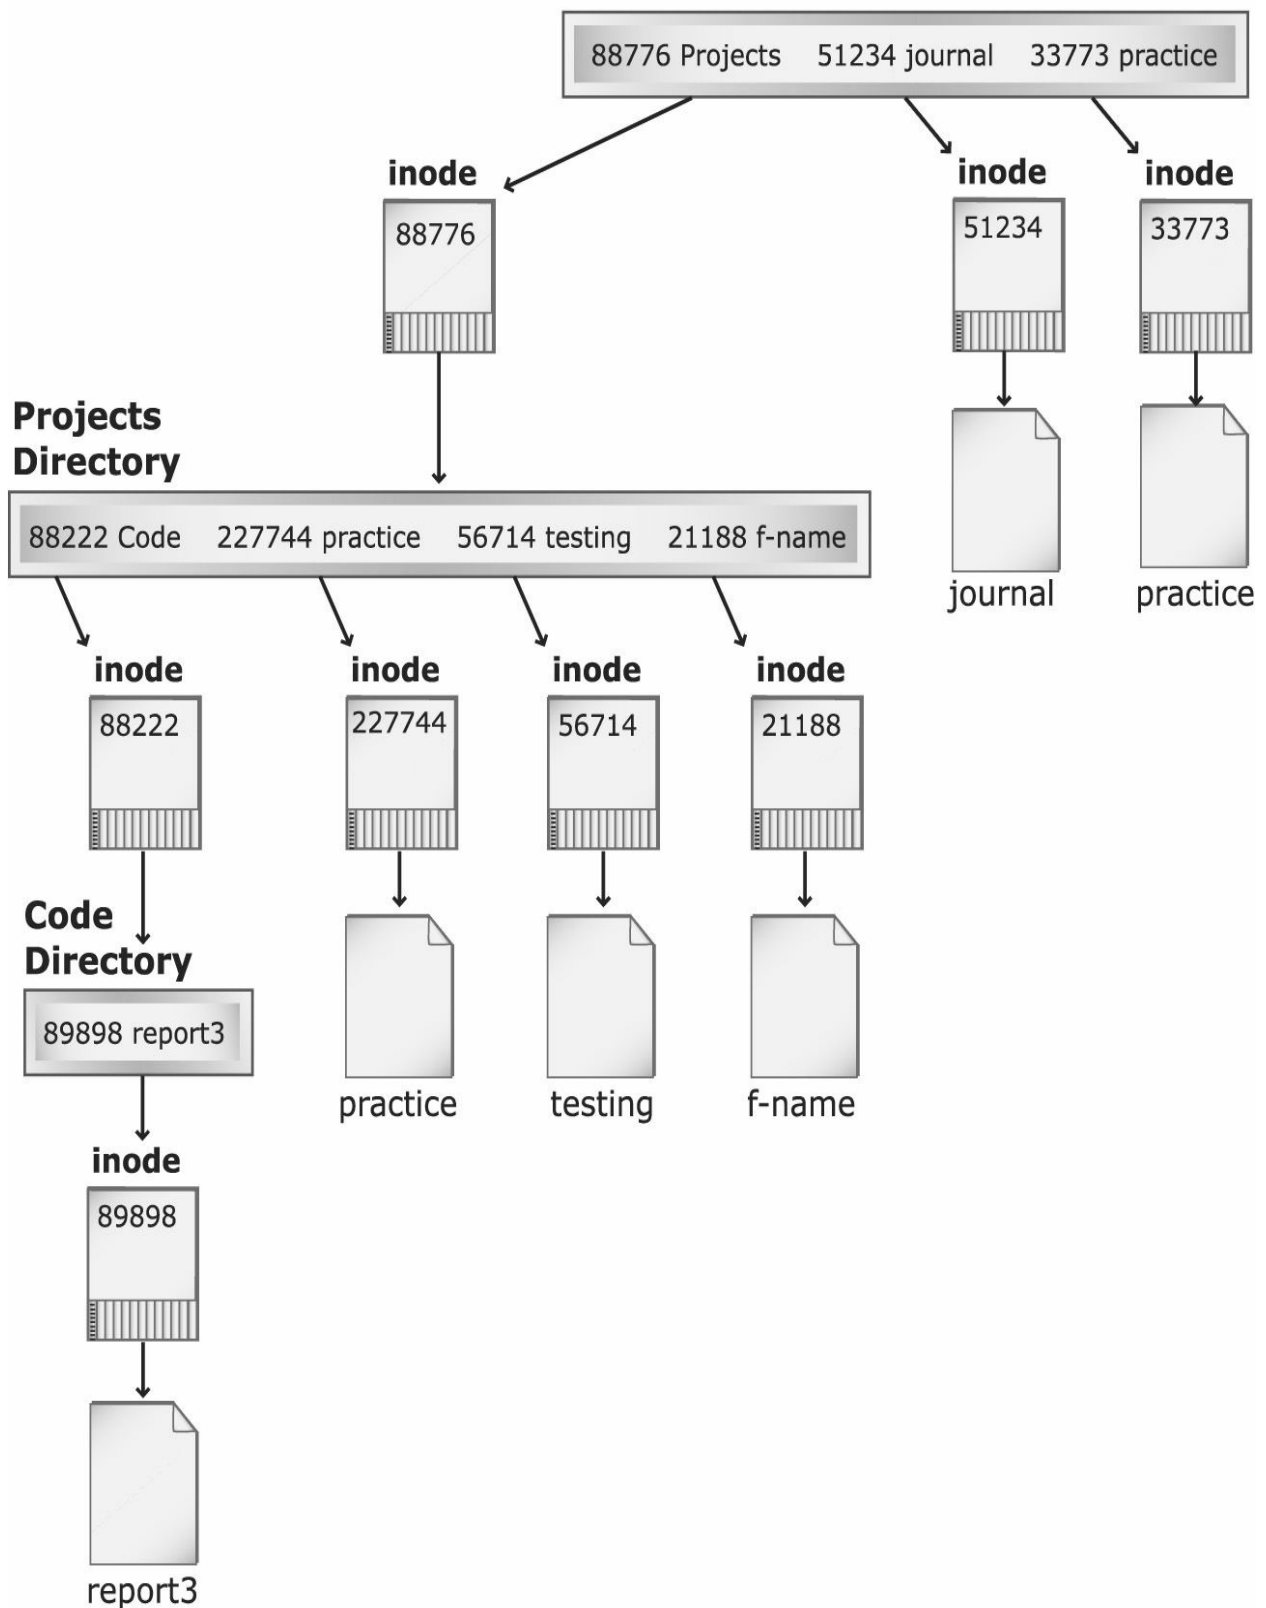 88776 Projects 51234 journal 33773 practice
inode inode inode
88776 51234 33773
Projects
Directory
88222 Code 227744 practice 56714 testing 21188 f-name
journal practice
inode inode inode inode
88222 227744 56714 21188
Code
Directory
89898 report3
practice testing f-name
inode
89898
report3